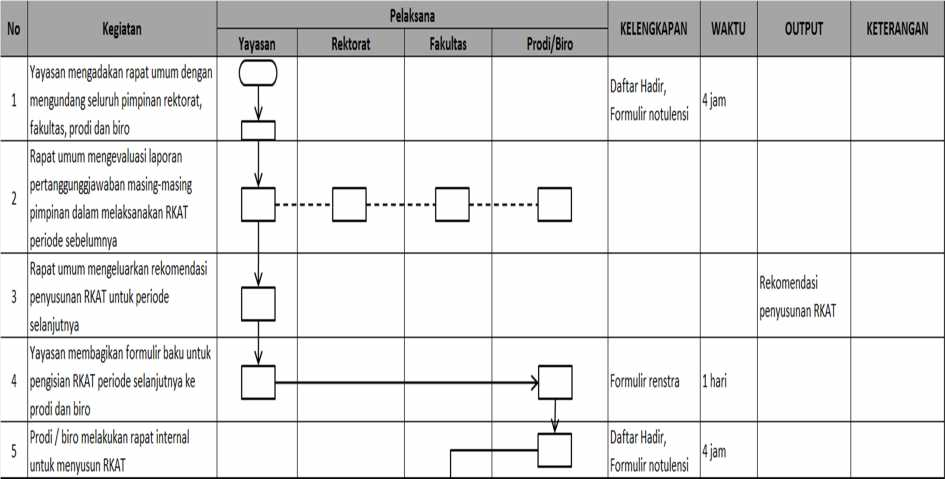 No
Kegiatan
Pelaksana
KELENGKAPAN
WAKTU
OUTPUT
KETERANGAN
Yayasan
Rektorat
Fakultas
Prodi/Biro
1
Yayasan mengadakan rapat umum dengan
mengundang seluruh pimpinan rektorat,
fakultas, prodi dan biro
Daftar Hadir,
Formulir notulensi
4 jam
2
Rapat umum mengevaluasi laporan
pertanggungjawaban masing-masing
pimpinan dalam melaksanakan RKAT
periode sebelumnya
3
Rapat umum mengeluarkan rekomendasi
penyusunan RKAT untuk periode
selanjutnya
Rekomendasi
penyusunan RKAT
4
Yayasan membagikan formulir baku untuk
pengisian RKAT periode selanjutnya ke
prodi dan biro
Formulir renstra
1 hari
5
Prodi / biro melakukan rapat internal
untuk menyusun RKAT
Daftar Hadir,
Formulir notulensi
4 jam